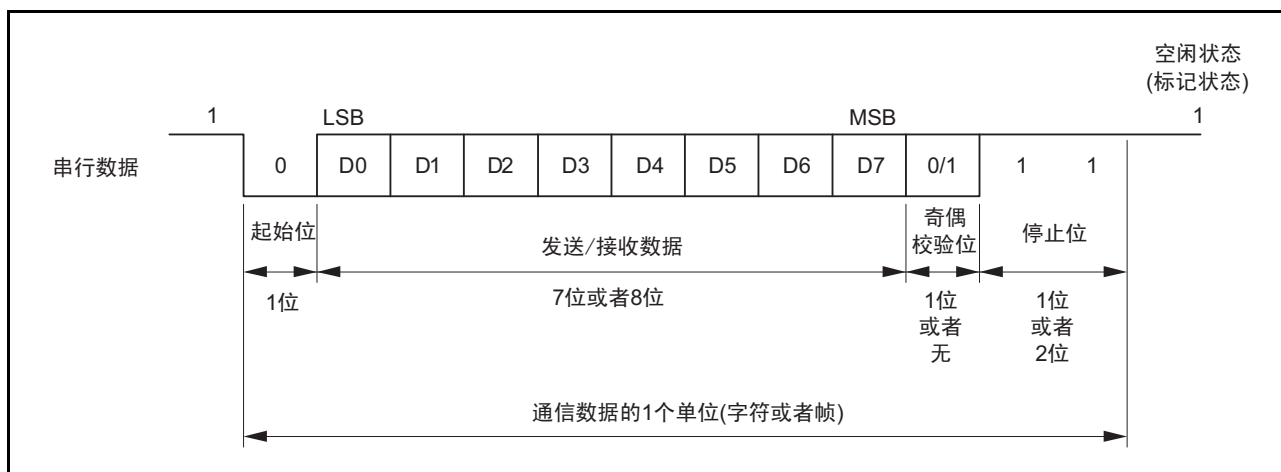 空闲状态
(标记状态)
1 LSB MSB 1
串行数据 0 D0 D1 D2 D3 D4 D5 D6 D7 0/1 1 1
起始位 发送/接收数据 奇偶
校验位 停止位
1位 7位或者8位 1位
或者
无 1位
或者
2位
通信数据的1个单位(字符或者帧)